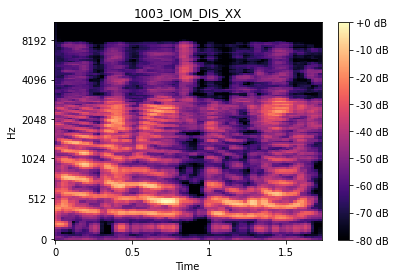 1003_IOM_DIS_XX
+0 dB
8192
-10 dB
4096
-20 dB
-30 dB
2048
Hz
-40 dB
1024
-50 dB
512
-60 dB
-70 dB
0
-80 dB
0
0.5
1
1.5
Time